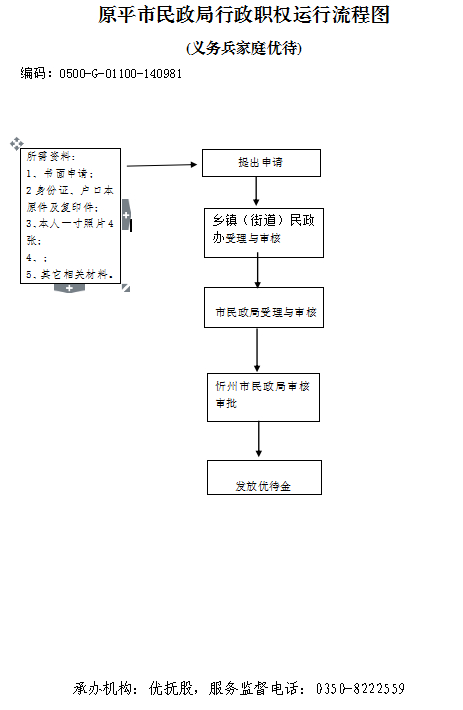 原平市民政局行政职权运行流程图
(义务兵家庭优待)
编码：0500-G-01100-140981
所需资料：
1、书面申请；
2身份证、户口本
原件及复印件；
3、本人一寸照片4
张；
4、；
5、其它相关材料。
提出申请
乡镇（街道）民政
办受理与审核
市民政局受理与审核
忻州市民政局审核
审批
发放优待金
承办机构：优抚股，服务监督电话：0350-8222559